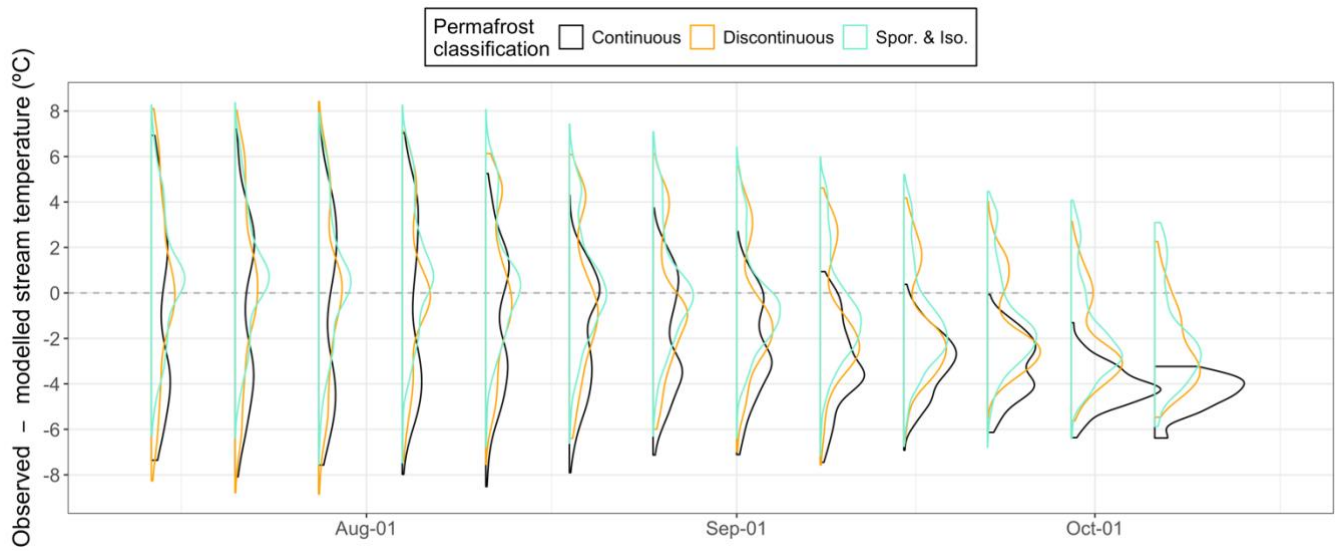 Permafrost
classification
Continuous
Discontinuous
Spor. & Iso.
Observed – modelled stream temperature (ºC)
8
6
4
2
0
-2
-4
-6
-8
Aug-01
Sep-01
Oct-01